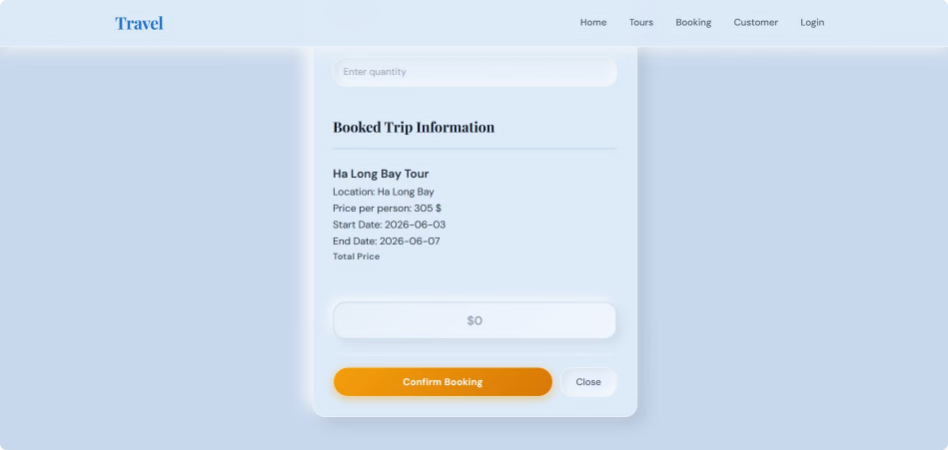 Travel
Home Tours Booking Customer Login
Enter quantity
Booked Trip Information
Ha Long Bay Tour
Location: Ha Long Bay
Price per person: 305 $
Start Date: 2026-06-03
End Date: 2026-06-07
Total Price
$0
Confirm Booking Close